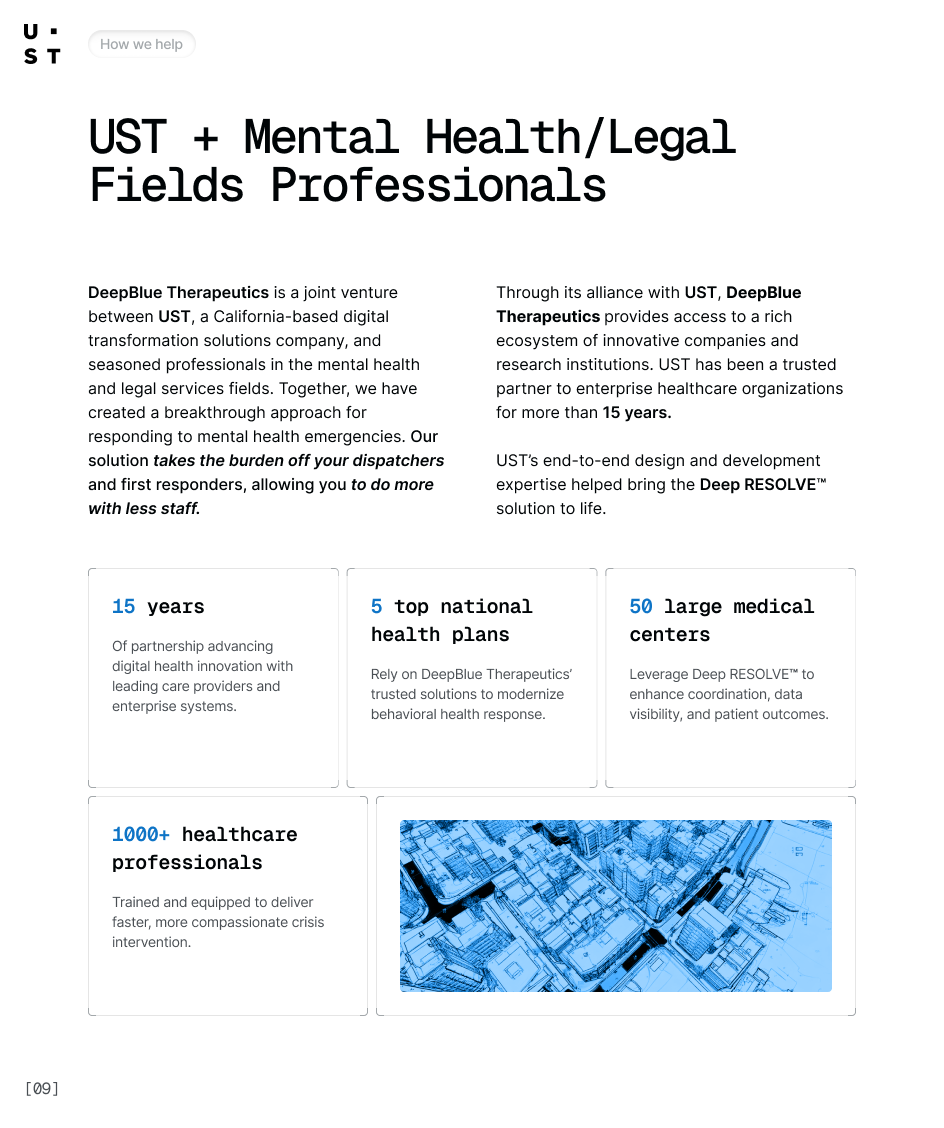 U ·
S T
How we help
UST + Mental Health/Legal
Fields Professionals
DeepBlue Therapeutics is a joint venture
between UST, a California-based digital
transformation solutions company, and
seasoned professionals in the mental health
and legal services fields. Together, we have
created a breakthrough approach for
responding to mental health emergencies. Our
solution takes the burden off your dispatchers
and first responders, allowing you to do more
with less staff.
Through its alliance with UST, DeepBlue
Therapeutics provides access to a rich
ecosystem of innovative companies and
research institutions. UST has been a trusted
partner to enterprise healthcare organizations
for more than 15 years.
UST’s end-to-end design and development
expertise helped bring the Deep RESOLVE™
solution to life.
15 years
Of partnership advancing
digital health innovation with
leading care providers and
enterprise systems.
5 top national
health plans
Rely on DeepBlue Therapeutics’
trusted solutions to modernize
behavioral health response.
50 large medical
centers
Leverage Deep RESOLVE™ to
enhance coordination, data
visibility, and patient outcomes.
1000+ healthcare
professionals
Trained and equipped to deliver
faster, more compassionate crisis
intervention.
[09]